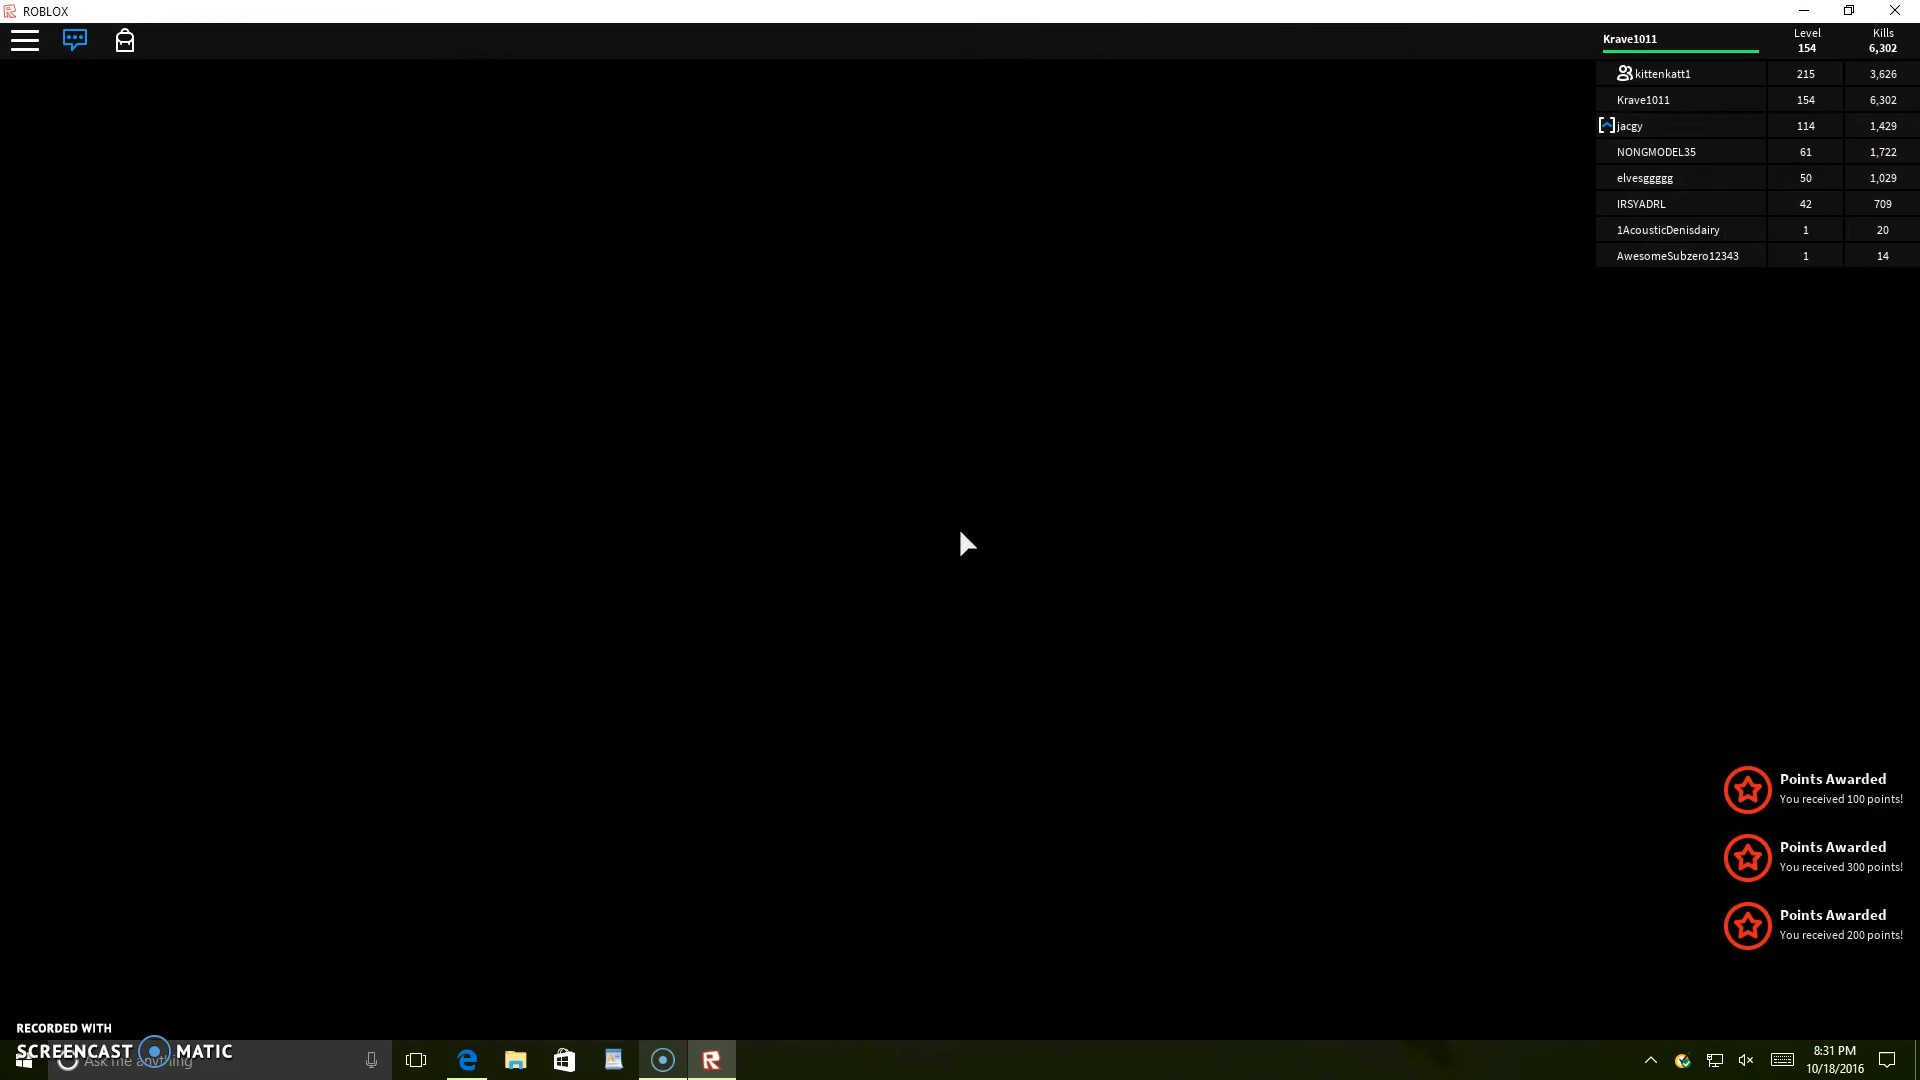 ROBLOX
Krave1011 Level Kills
154 6,302
kittenkatt1 215 3,626
Krave1011 154 6,302
jacgy 114 1,429
NONGMODEL35 61 1,722
elvesggggg 50 1,029
IRSYADRL 42 709
1AcousticDenisdairy 1 20
AwesomeSubzero12343 1 14
Points Awarded
You received 100 points!
Points Awarded
You received 300 points!
Points Awarded
You received 200 points!
RECORDED WITH
SCREENCAST MATIC
Ask me anything
8:31 PM
10/18/2016